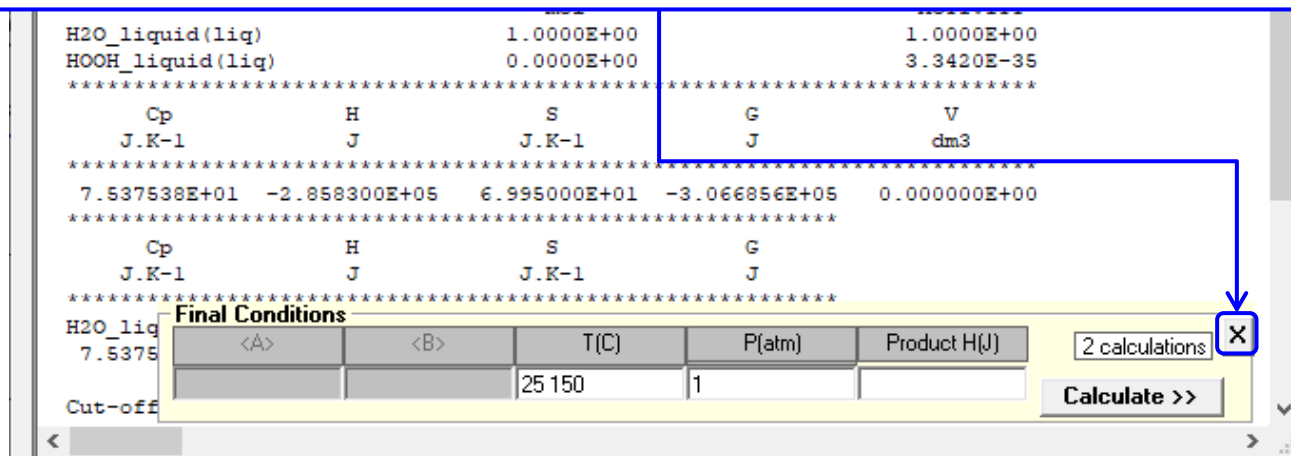 H2O_liquid(liq) 1.0000E+00 1.0000E+00
HOOH_liquid(liq) 0.0000E+00 3.3420E-35
*************************************************************************
Cp H S G V
J.K-1 J J.K-1 J dm3
*************************************************************************
7.537538E+01 -2.858300E+05 6.995000E+01 -3.066856E+05 0.000000E+00
**********************************************************
Cp H S G
J.K-1 J J.K-1 J
**********************************************************
H2O_liq
7.5375
Cut-off
Final Conditions
<A> <B> T(C) P(atm) Product H(J) 2 calculations X
25 150 1
Calculate >>